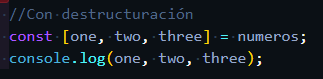 //Con destructuración
const [one, two, three] = numeros;
console.log(one, two, three);